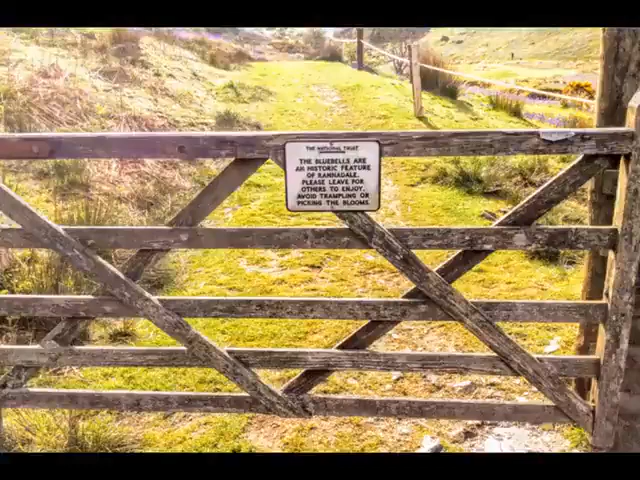 THE NATIONAL TRUST
THE BLUEBELLS ARE
AN HISTORIC FEATURE
OF RANNADALE.
PLEASE LEAVE FOR
OTHERS TO ENJOY.
AVOID TRAMPLING OR
PICKING THE BLOOMS.